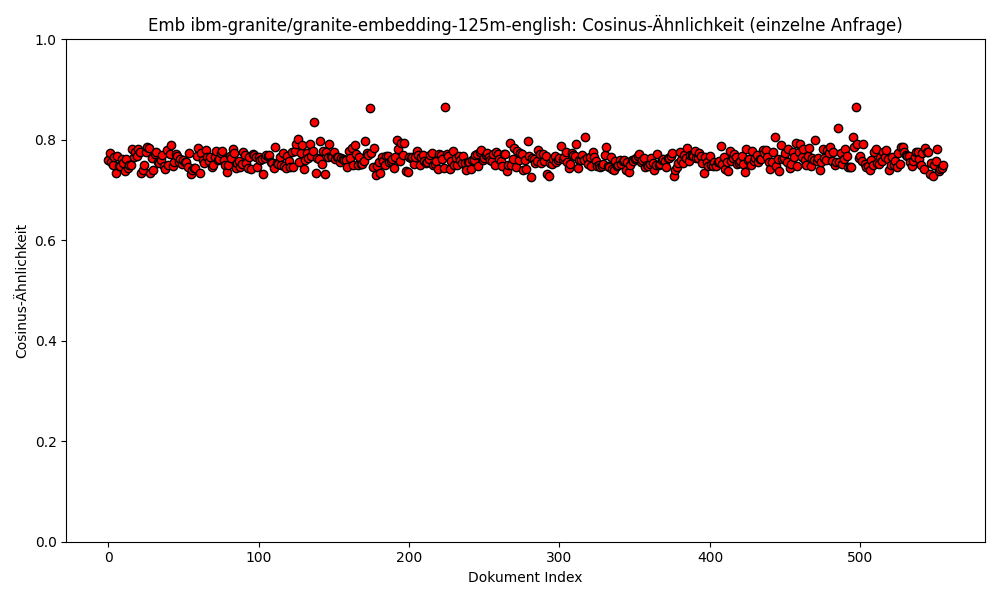 Emb ibm-granite/granite-embedding-125m-english: Cosinus-Ähnlichkeit (einzelne Anfrage)
1.0
0.8
0.6
0.4
0.2
0.0
Cosinus-Ähnlichkeit
0 100 200 300 400 500
Dokument Index